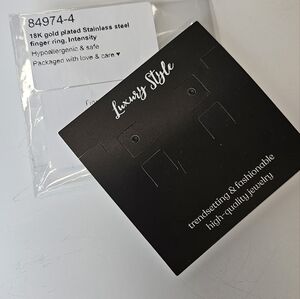 84974-4
18K gold plated Stainless steel
finger ring, Intensity
Hypoallergenic & safe
Packaged with love & care ♥
Luxury Style
trendsetting & fashionable
high-quality jewelry